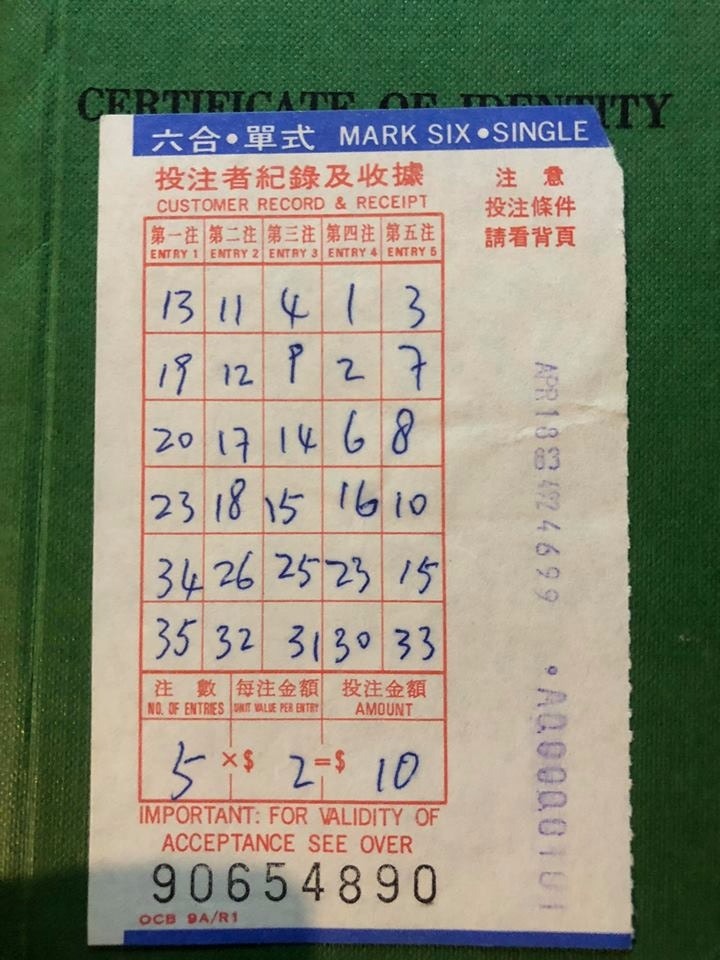 CERTIFICATE OF IDENTITY
六合•單式 MARK SIX•SINGLE
投注者紀錄及收據
CUSTOMER RECORD & RECEIPT
注意
投注條件
請看背頁
第一注 第二注 第三注 第四注 第五注
ENTRY 1 ENTRY 2 ENTRY 3 ENTRY 4 ENTRY 5
13 11 4 1 3
19 12 9 2 7
20 17 14 6 8
23 18 15 16 10
34 26 25 23 15
35 32 31 30 33
注數 每注金額 投注金額
NO. OF ENTRIES UNIT VALUE PER ENTRY AMOUNT
5 ×$ 2 =$ 10
IMPORTANT: FOR VALIDITY OF
ACCEPTANCE SEE OVER
90654890
OCB 9A/R1